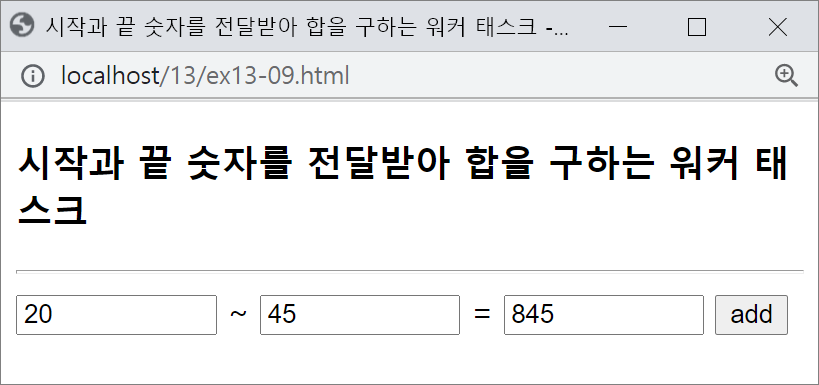 시작과 끝 숫자를 전달받아 합을 구하는 워커 태스크 -...
localhost/13/ex13-09.html
시작과 끝 숫자를 전달받아 합을 구하는 워커 태
스크
20 ~ 45 = 845 add